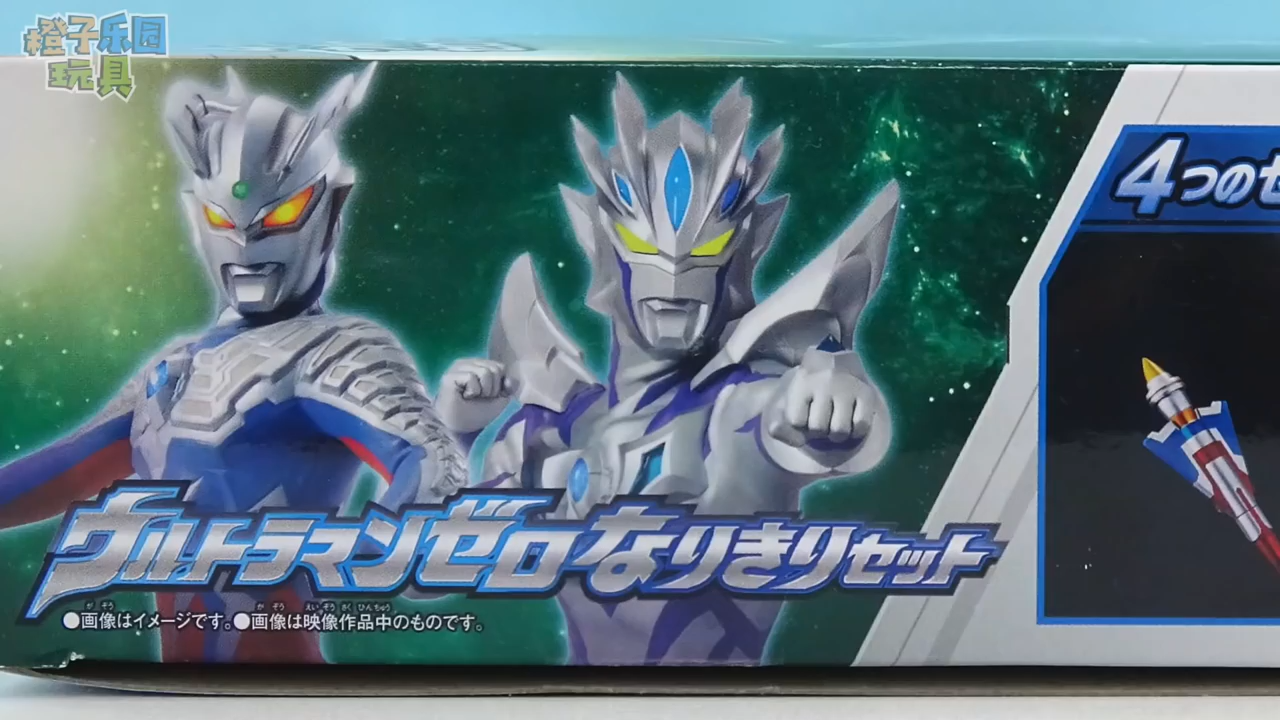 橙子乐园
玩具
4つのセ
ウルトラマンゼロなりきりセット
●画像はイメージです。●画像は映像作品中のものです。